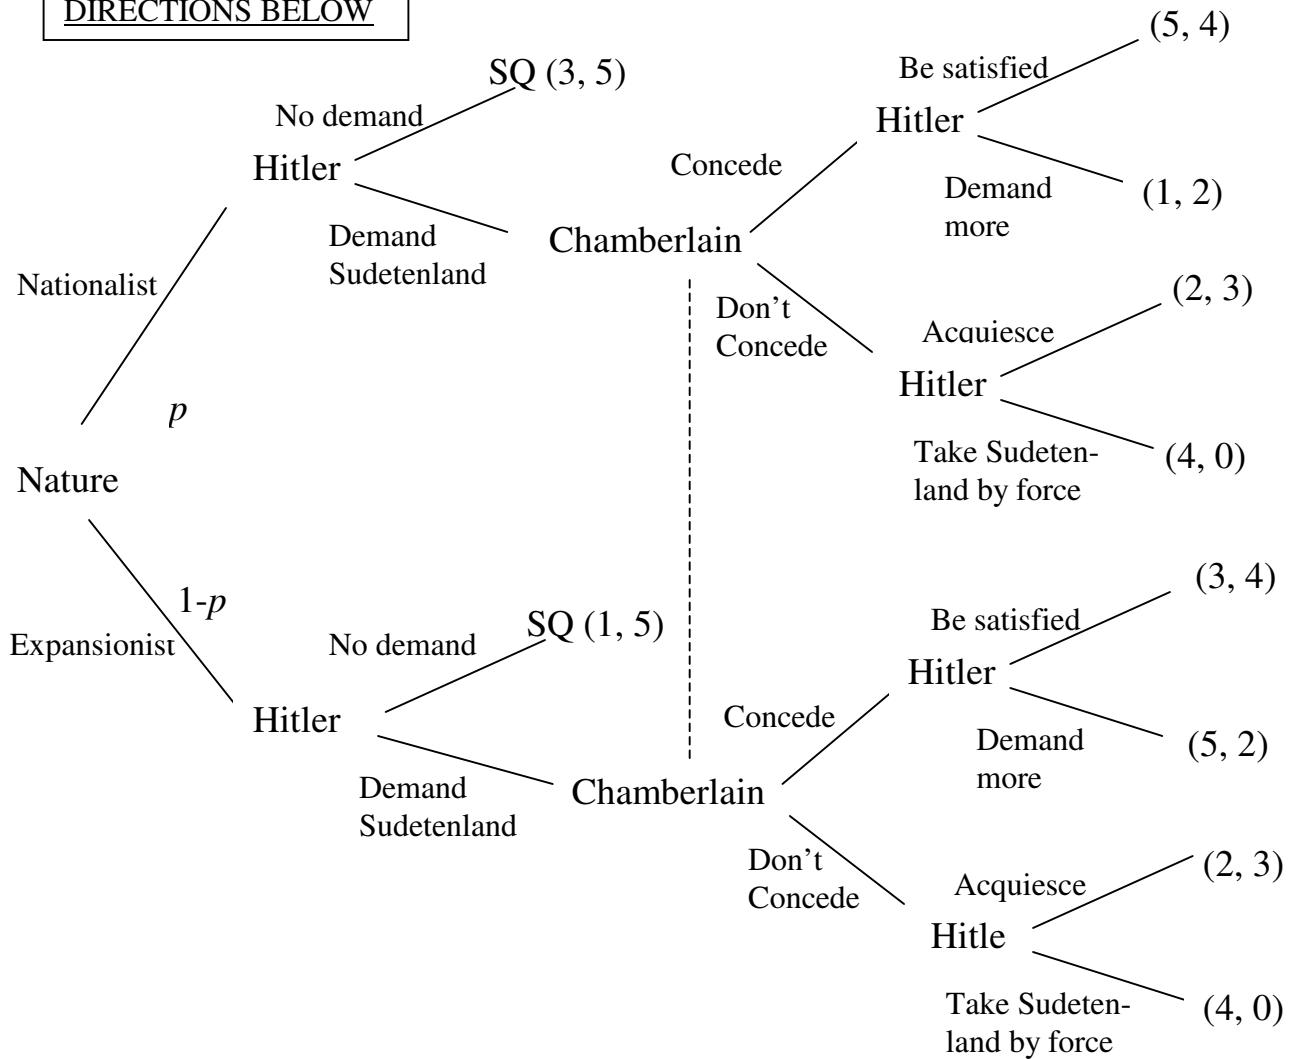 DIRECTIONS BELOW
(5, 4)
Be satisfied
SQ (3, 5)
No demand
Hitler
Hitler
Concede
Demand
more
(1, 2)
Demand
Sudetenland
Chamberlain
Nationalist
(2, 3)
Don’t
Concede
Acquiesce
Hitler
p
Take Sudeten-
land by force
(4, 0)
Nature
(3, 4)
1-p
Be satisfied
Expansionist
No demand
SQ (1, 5)
Hitler
Hitler
Concede
Demand
more
(5, 2)
Demand
Sudetenland
Chamberlain
Don’t
Concede
(2, 3)
Acquiesce
Hitle
Take Sudeten-
land by force
(4, 0)